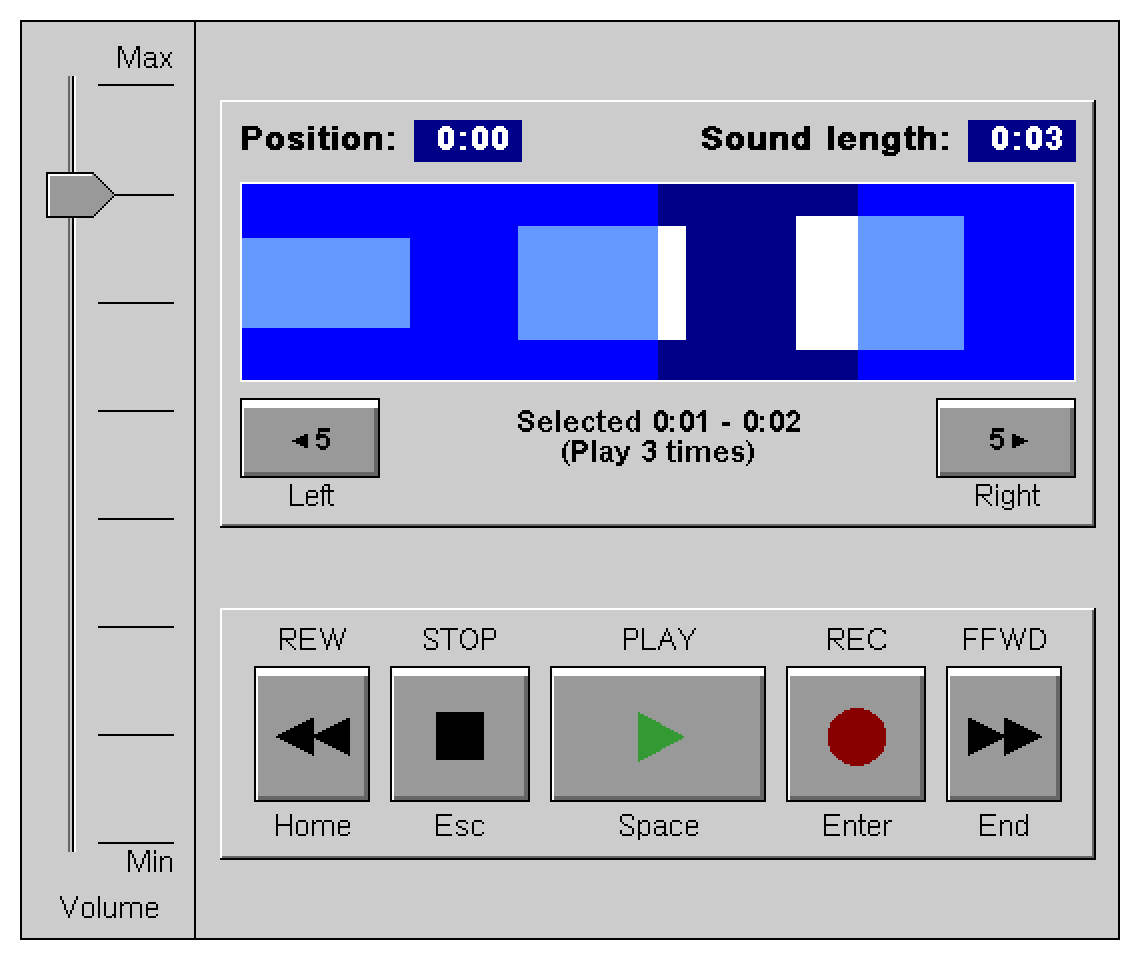 Max
Position: 0:00 Sound length: 0:03
◄5 Selected 0:01 - 0:02 5►
(Play 3 times)
Left Right
REW STOP PLAY REC FFWD
Home Esc Space Enter End
Min
Volume